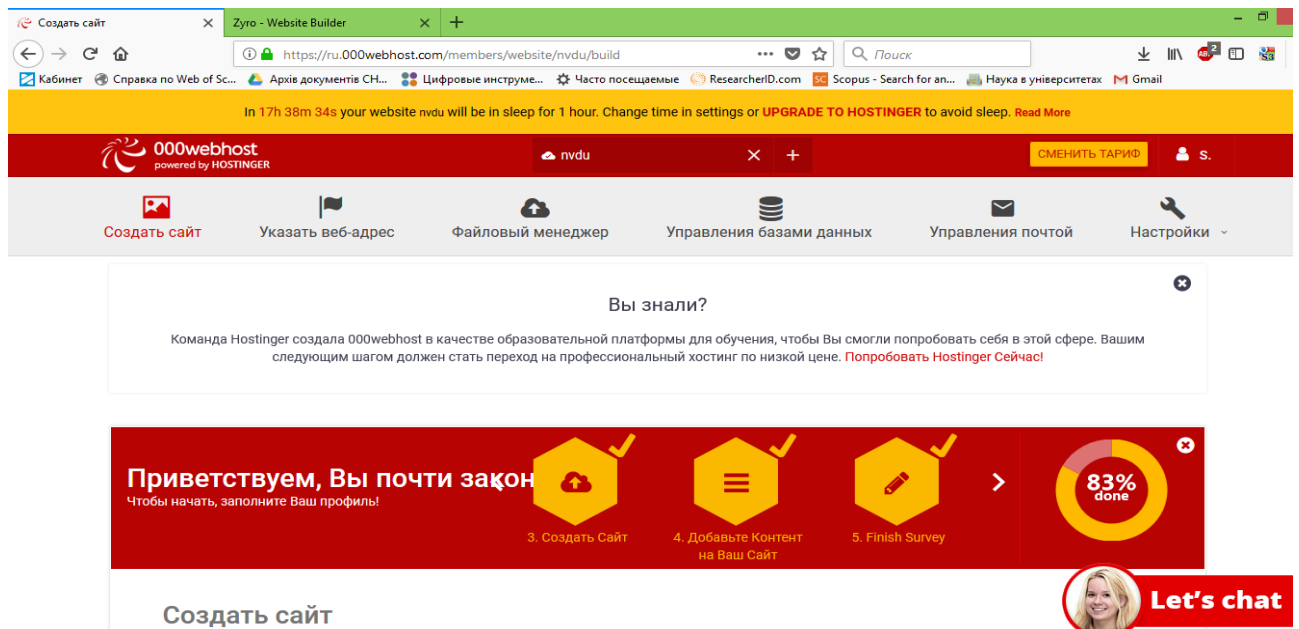 Создать сайт
Zyro - Website Builder
https://ru.000webhost.com/members/website/nvdu/build
Поиск
ABP 2
Кабинет Справка по Web of Sc... Архів документів СН... Цифровые инструме... Часто посещаемые ResearcherID.com SC Scopus - Search for an... Наука в університетах Gmail
In 17h 38m 34s your website nvdu will be in sleep for 1 hour. Change time in settings or UPGRADE TO HOSTINGER to avoid sleep. Read More
000webhost
powered by HOSTINGER
nvdu
СМЕНИТЬ ТАРИФ
S.
Создать сайт Указать веб-адрес Файловый менеджер Управления базами данных Управления почтой Настройки
Вы знали?
Команда Hostinger создала 000webhost в качестве образовательной платформы для обучения, чтобы Вы смогли попробовать себя в этой сфере. Вашим
следующим шагом должен стать переход на профессиональный хостинг по низкой цене. Попробовать Hostinger Сейчас!
Приветствуем, Вы почти закон
Чтобы начать, заполните Ваш профиль!
3. Создать Сайт
4. Добавьте Контент
на Ваш Сайт
5. Finish Survey
83%
done
Создать сайт
Let's chat